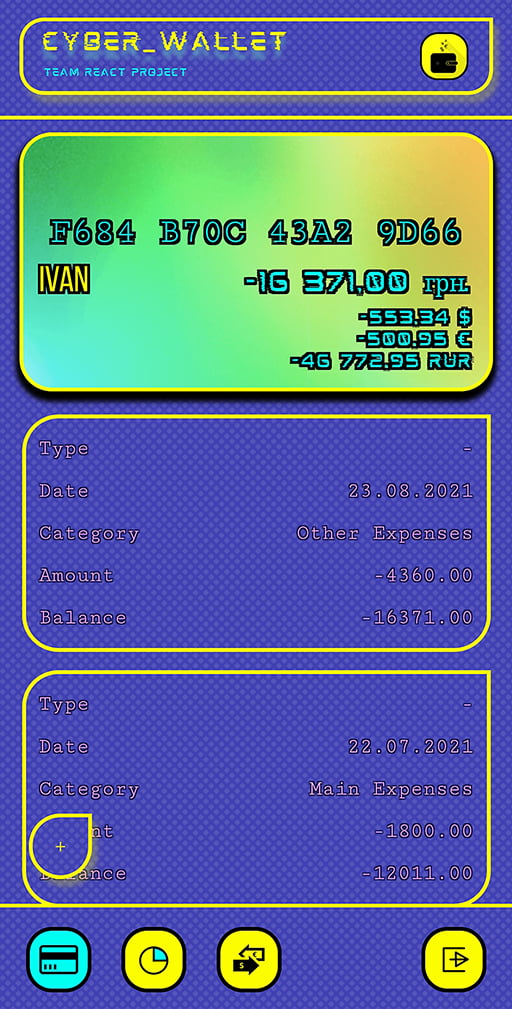 CYBER_WALLET
TEAM REACT PROJECT
F684 B70C 43A2 9D66
IVAN -16 371.00 грн.
-553.34 $
-500.95 €
-46 772.95 RUR
Type -
Date 23.08.2021
Category Other Expenses
Amount -4360.00
Balance -16371.00
Type -
Date 22.07.2021
Category Main Expenses
-1800.00
+
-12011.00